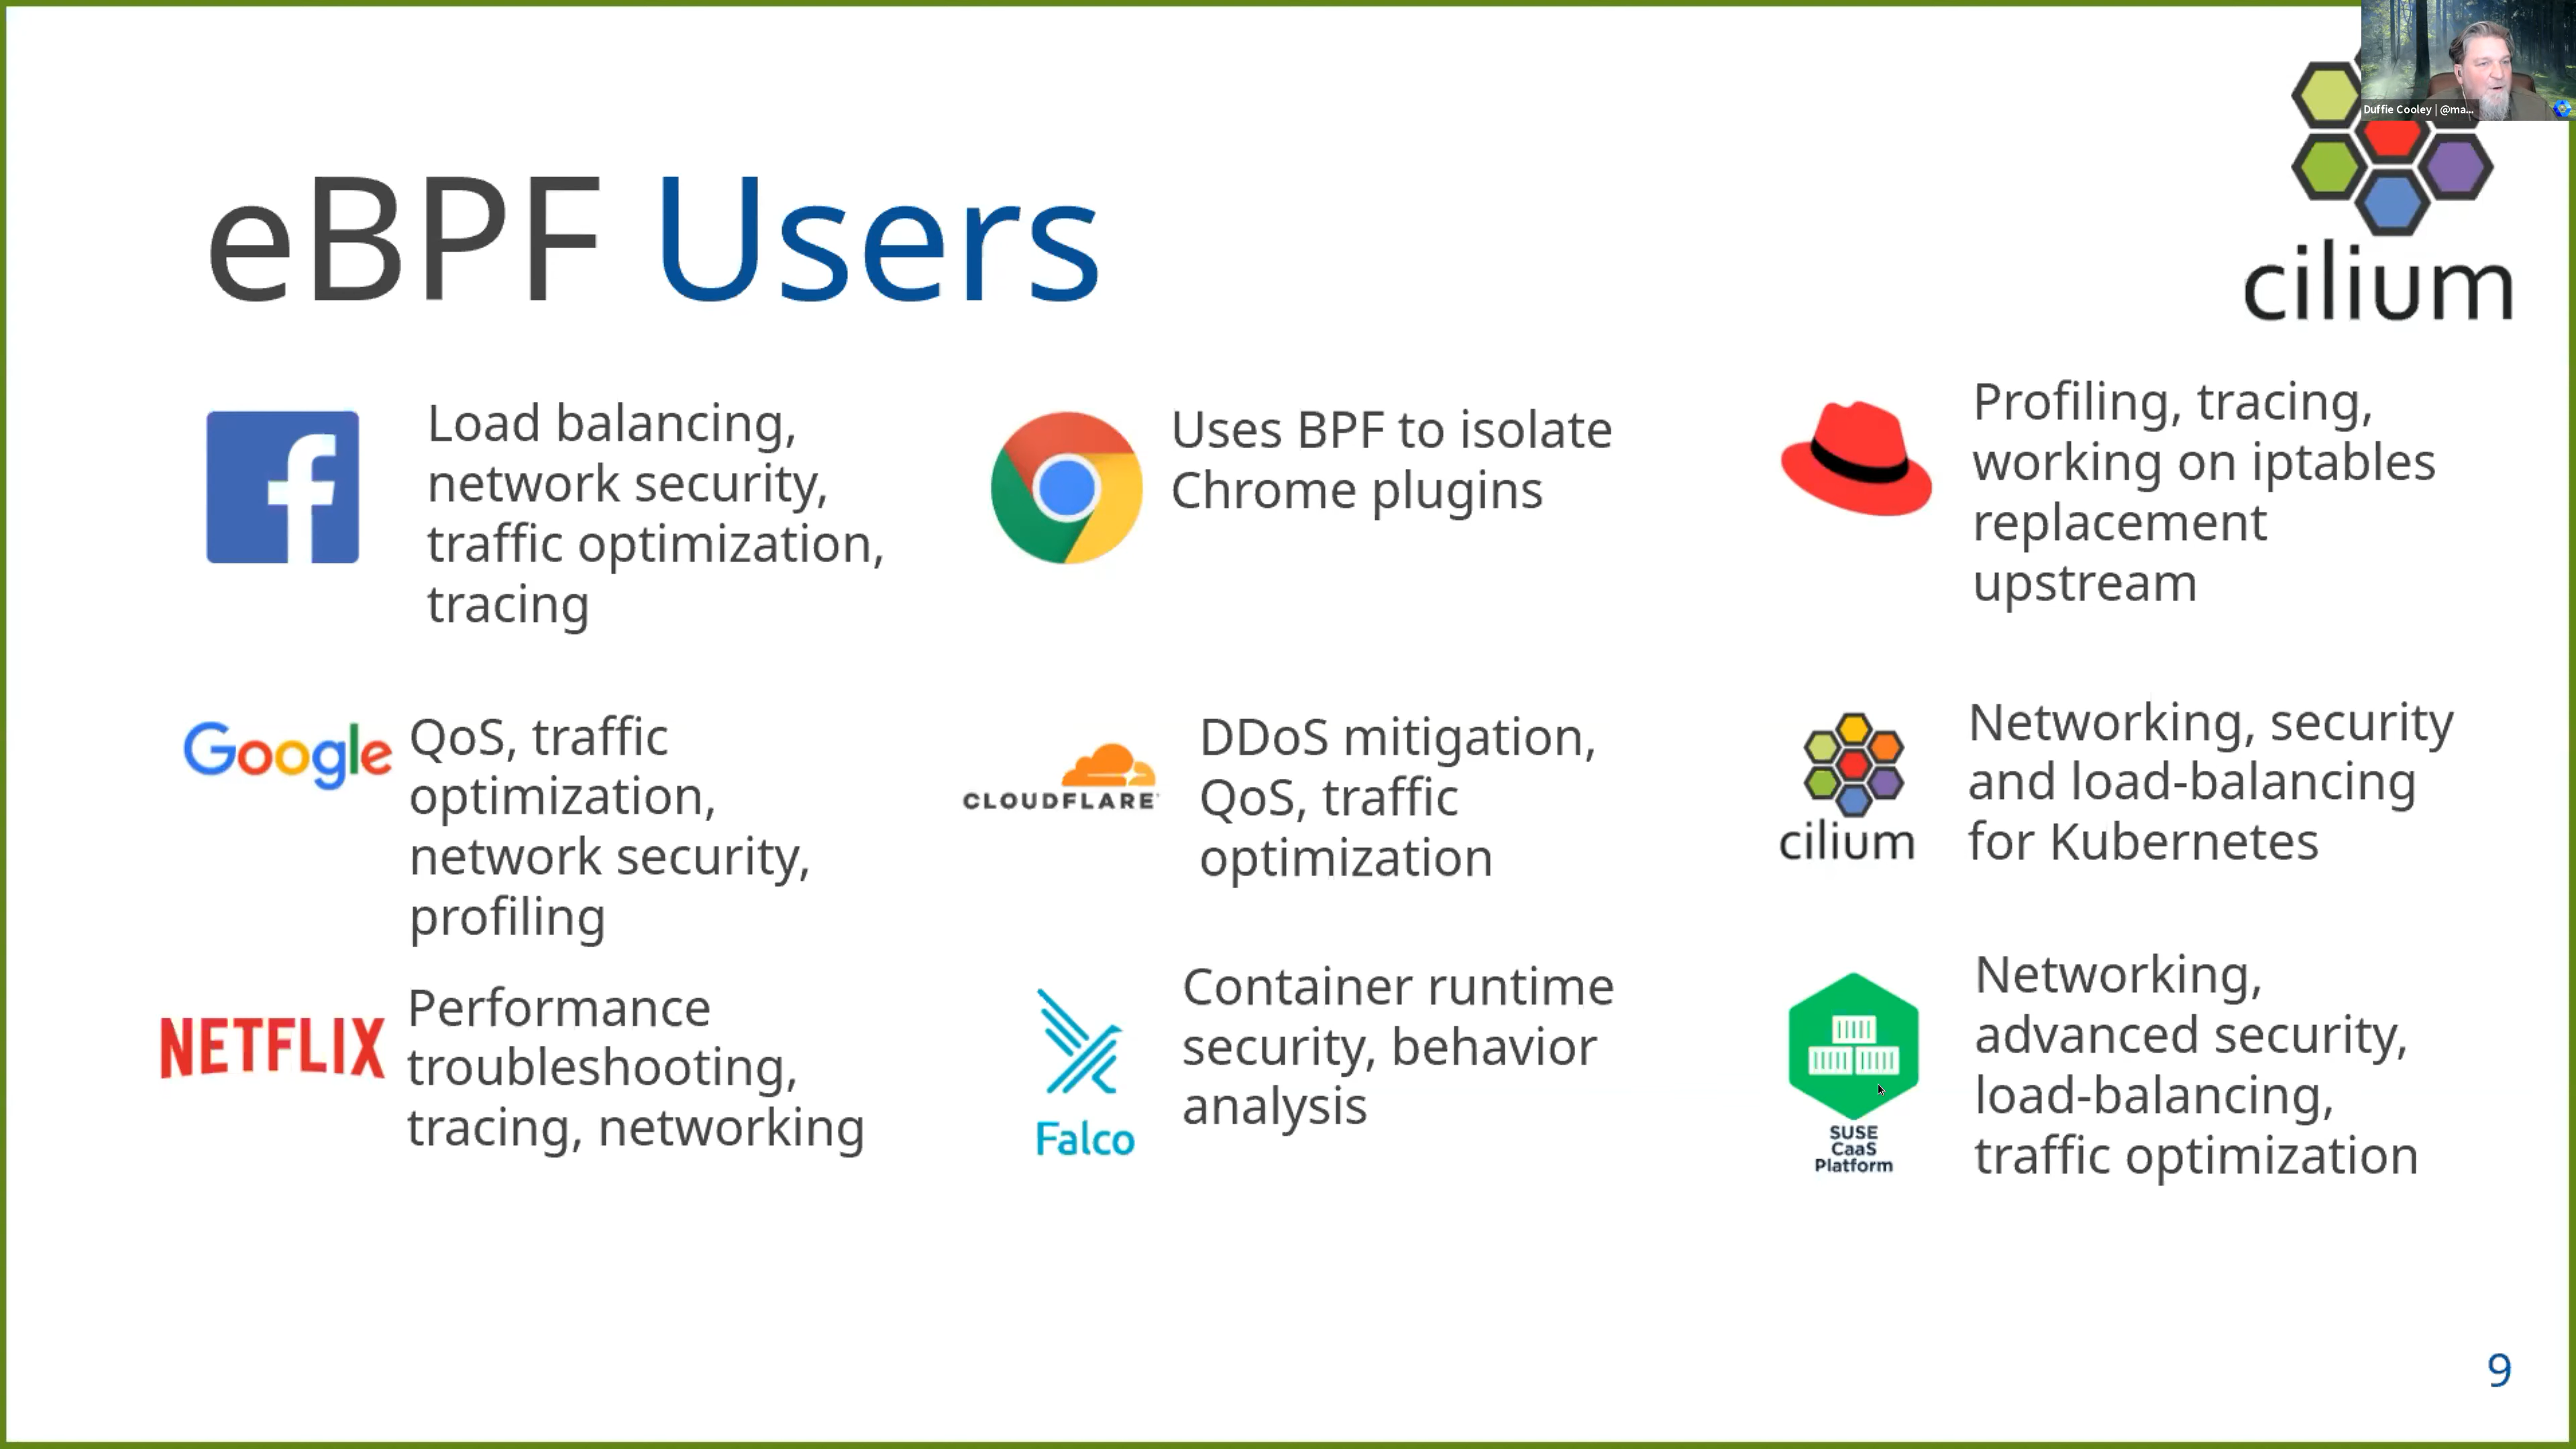 Duffie Cooley | @ma...
eBPF Users
cilium
Load balancing,
network security,
traffic optimization,
tracing
Uses BPF to isolate
Chrome plugins
Profiling, tracing,
working on iptables
replacement
upstream
Google
QoS, traffic
optimization,
network security,
profiling
CLOUDFLARE
DDoS mitigation,
QoS, traffic
optimization
cilium
Networking, security
and load-balancing
for Kubernetes
NETFLIX
Performance
troubleshooting,
tracing, networking
Falco
Container runtime
security, behavior
analysis
SUSE
CaaS
Platform
Networking,
advanced security,
load-balancing,
traffic optimization
9